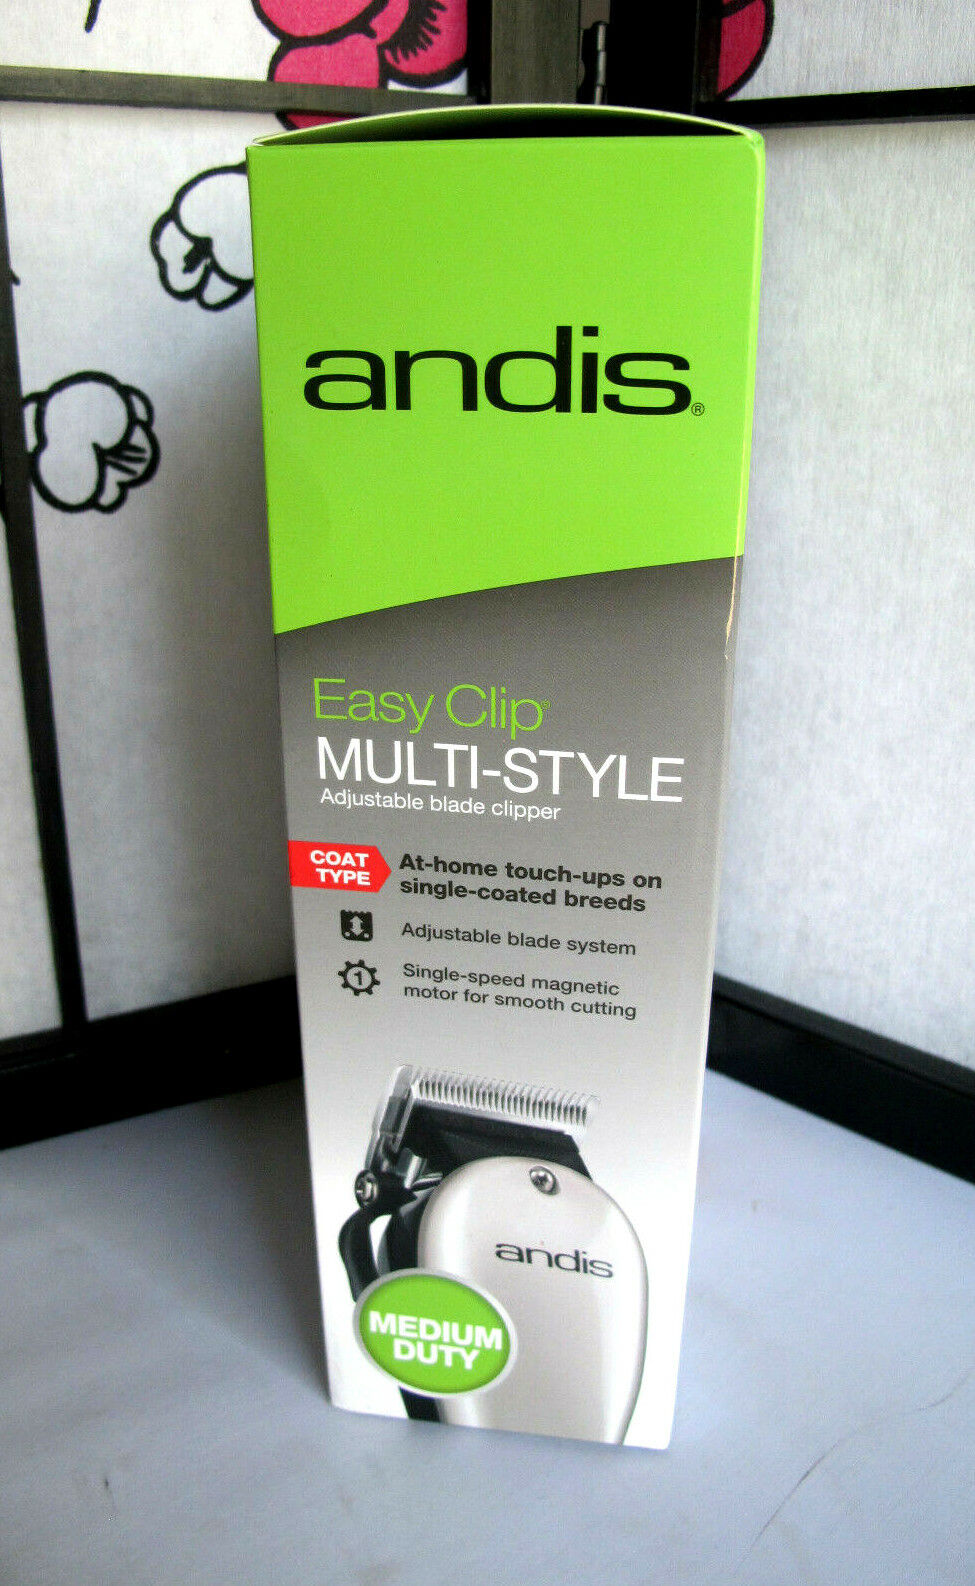 andis®
Easy Clip®
MULTI-STYLE
Adjustable blade clipper
COAT
TYPE
At-home touch-ups on
single-coated breeds
Adjustable blade system
1
Single-speed magnetic
motor for smooth cutting
andis
MEDIUM
DUTY